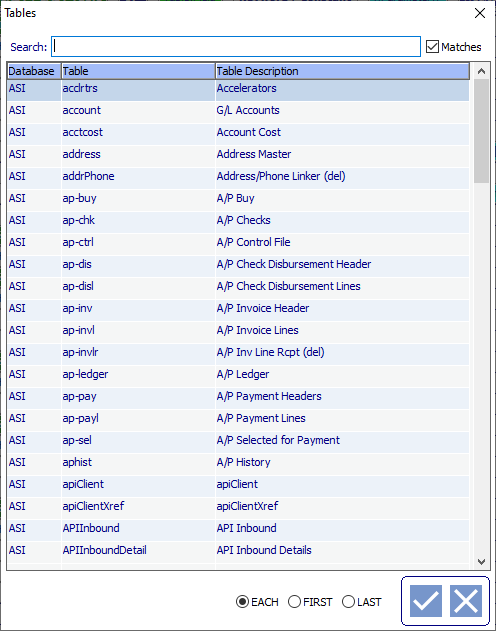 Tables
Search: Matches
Database Table Table Description
ASI acclrtrs Accelerators
ASI account G/L Accounts
ASI acctcost Account Cost
ASI address Address Master
ASI addrPhone Address/Phone Linker (del)
ASI ap-buy A/P Buy
ASI ap-chk A/P Checks
ASI ap-ctrl A/P Control File
ASI ap-dis A/P Check Disbursement Header
ASI ap-disl A/P Check Disbursement Lines
ASI ap-inv A/P Invoice Header
ASI ap-invl A/P Invoice Lines
ASI ap-invlr A/P Inv Line Rcpt (del)
ASI ap-ledger A/P Ledger
ASI ap-pay A/P Payment Headers
ASI ap-payl A/P Payment Lines
ASI ap-sel A/P Selected for Payment
ASI aphist A/P History
ASI apiClient apiClient
ASI apiClientXref apiClientXref
ASI APIInbound API Inbound
ASI APIInboundDetail API Inbound Details
EACH FIRST LAST